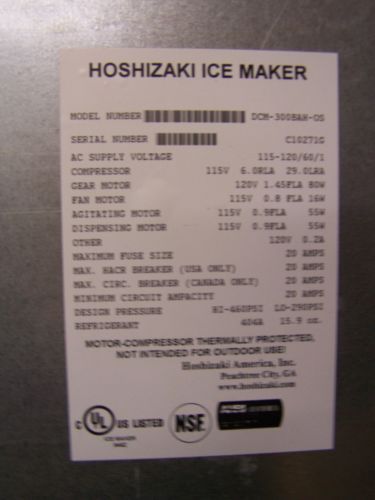 HOSHIZAKI ICE MAKER
MODEL NUMBER DCM-300BAH-OS
SERIAL NUMBER C10271G
AC SUPPLY VOLTAGE 115-120/60/1
COMPRESSOR 115V 6.0RLA 29.0LRA
GEAR MOTOR 120V 1.45FLA 80W
FAN MOTOR 115V 0.8 FLA 16W
AGITATING MOTOR 115V 0.9FLA 55W
DISPENSING MOTOR 115V 0.9FLA 55W
OTHER 120V 0.2A
MAXIMUM FUSE SIZE 20 AMPS
MAX. HACR BREAKER (USA ONLY) 20 AMPS
MAX. CIRC. BREAKER (CANADA ONLY) 20 AMPS
MINIMUM CIRCUIT AMPACITY 20 AMPS
DESIGN PRESSURE HI-460PSI LO-290PSI
REFRIGERANT 404A 15.9 oz.
MOTOR-COMPRESSOR THERMALLY PROTECTED,
NOT INTENDED FOR OUTDOOR USE!
Hoshizaki America, Inc.
Peachtree City, GA
www.hoshizaki.com
C UL US LISTED NSF
ICE MAKER